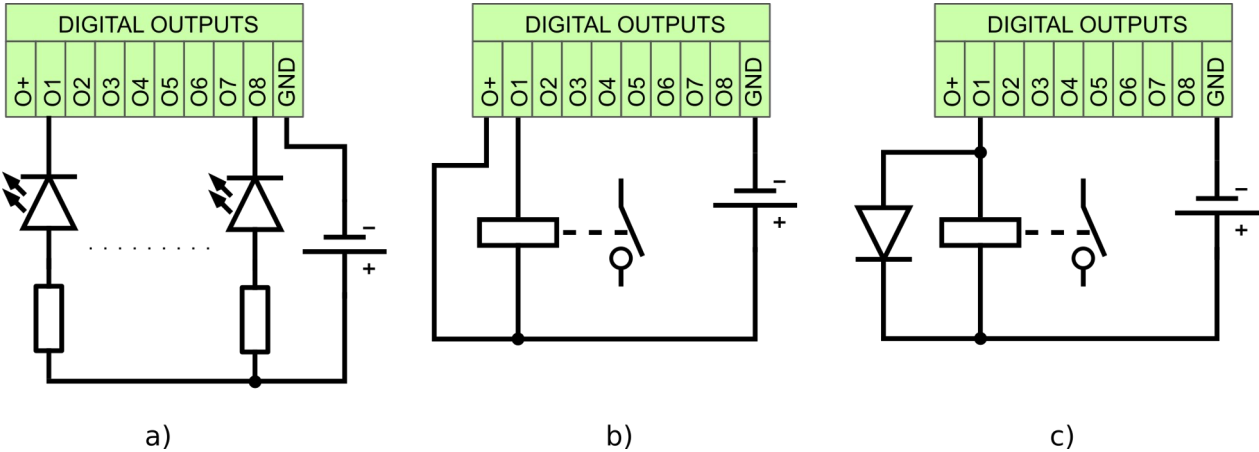 DIGITAL OUTPUTS
O+ O1 O2 O3 O4 O5 O6 O7 O8 GND
− +
a)
DIGITAL OUTPUTS
O+ O1 O2 O3 O4 O5 O6 O7 O8 GND
− +
b)
DIGITAL OUTPUTS
O+ O1 O2 O3 O4 O5 O6 O7 O8 GND
− +
c)